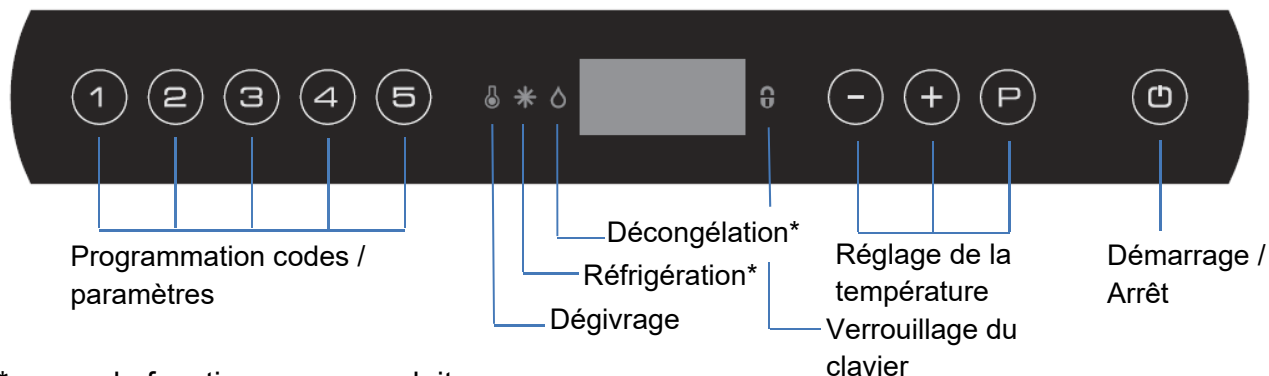 1 2 3 4 5 - + P
Décongélation*
Programmation codes /
paramètres
Réfrigération*
Dégivrage
Réglage de la
température
Démarrage /
Arrêt
Verrouillage du
clavier